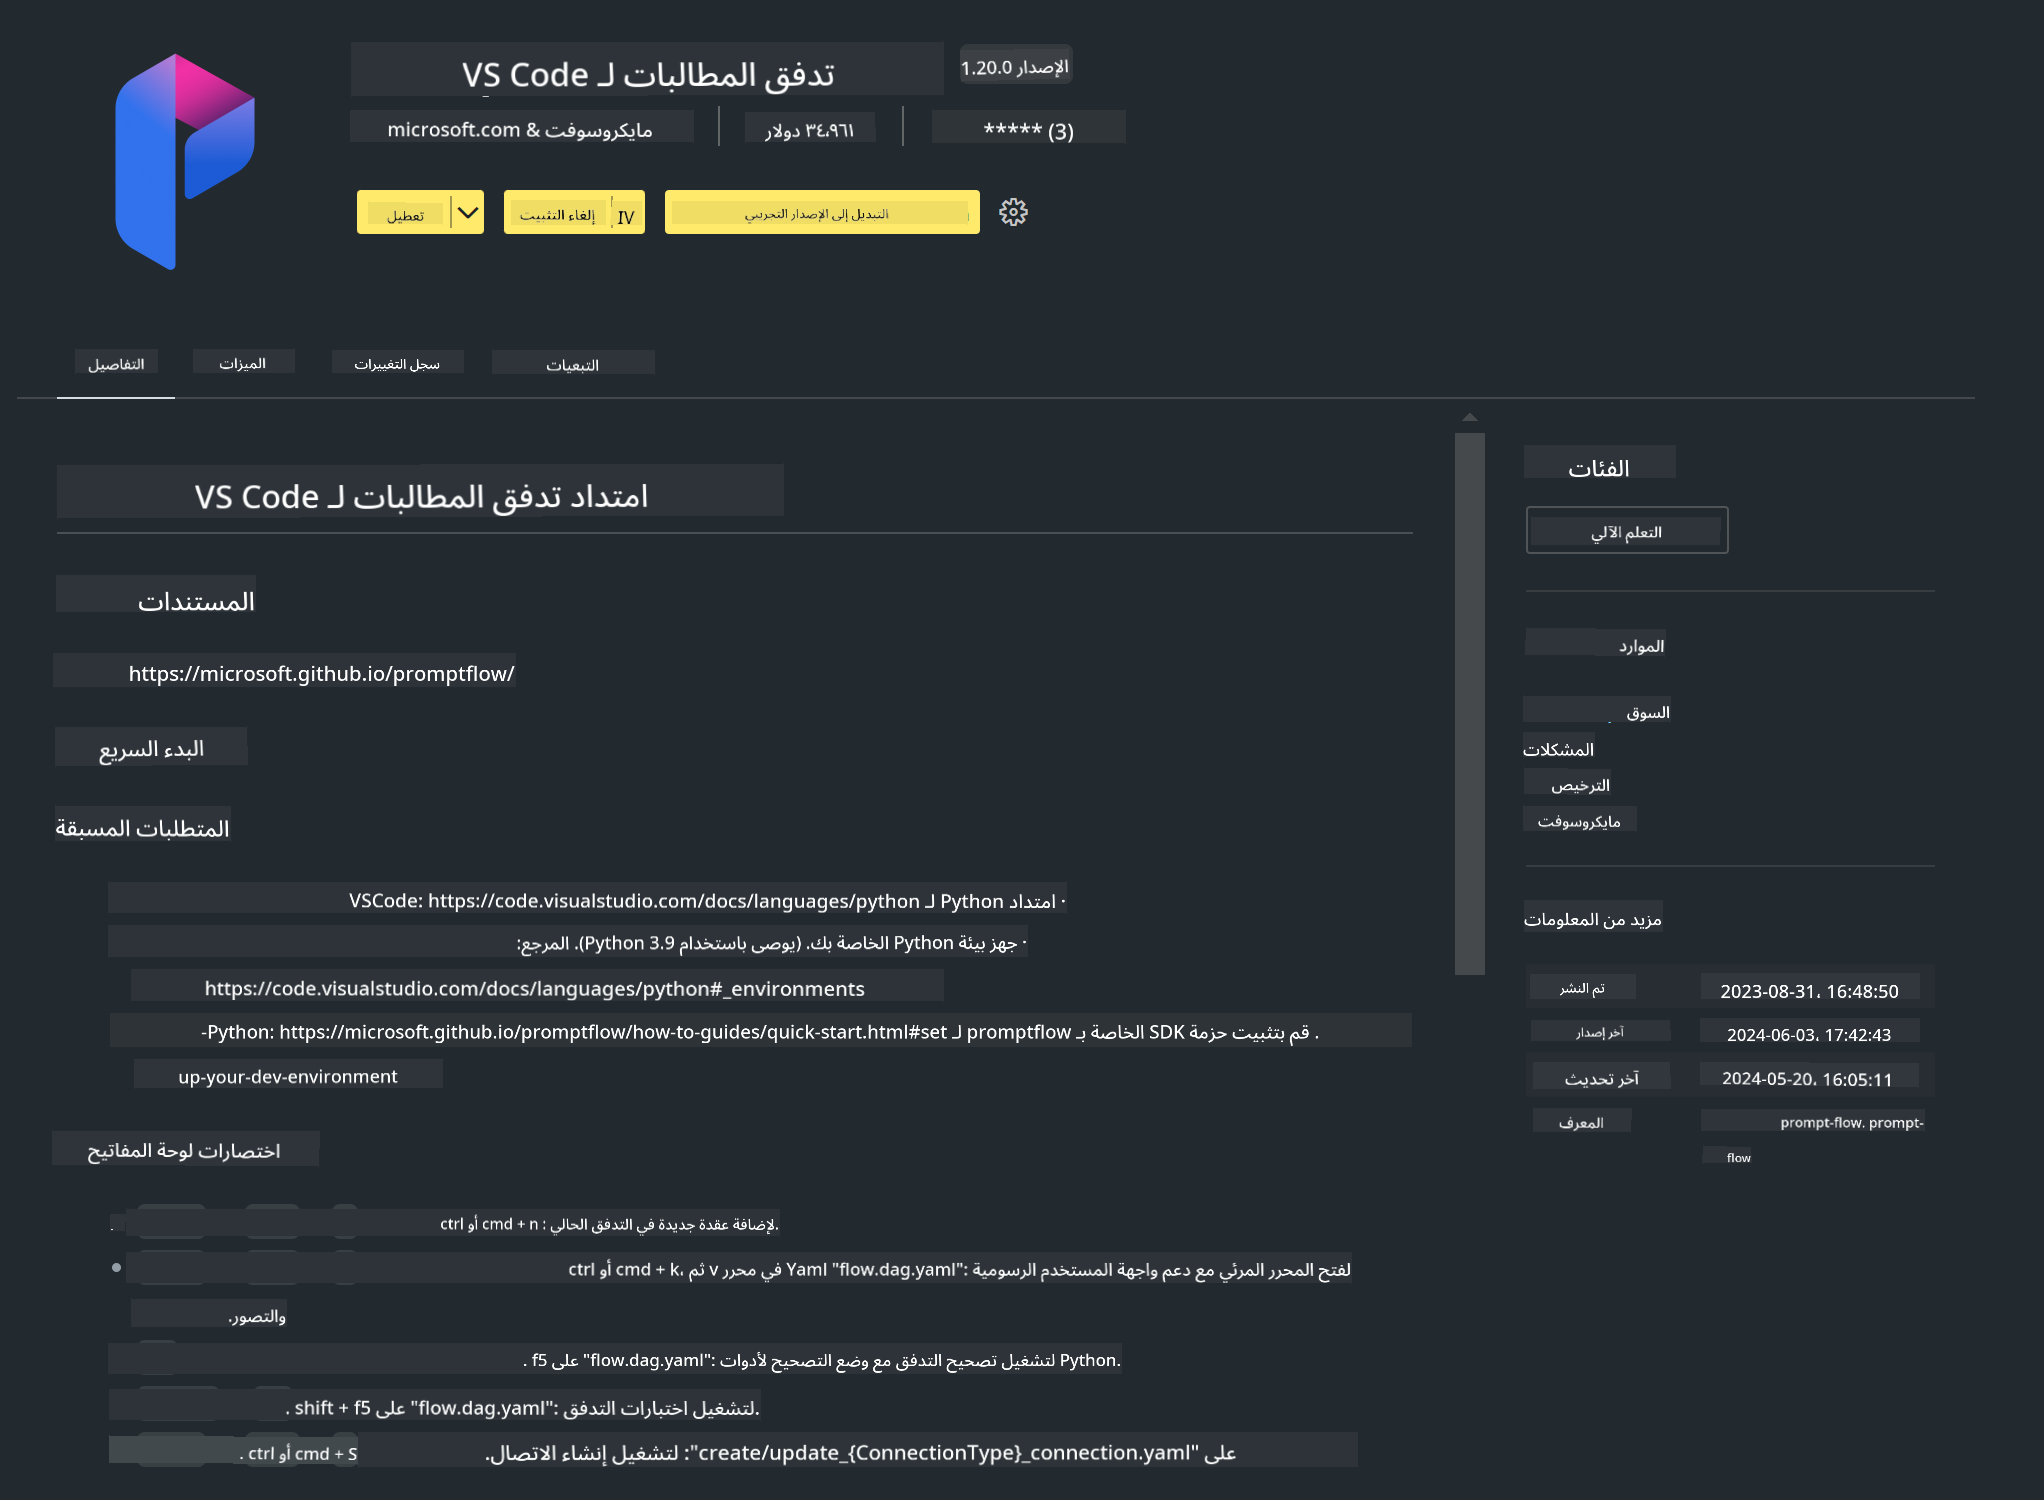 تدفق المطالبات لـ VS Code
الإصدار 1.20.0
مايكروسوفت & microsoft.com
٣٤،٩٦١ دولار
***** (3)
تعطيل
إلغاء التثبيت
IV
التبديل إلى الإصدار التجريبي
التفاصيل
الميزات
سجل التغييرات
التبعيات
امتداد تدفق المطالبات لـ VS Code
المستندات
https://microsoft.github.io/promptflow/
البدء السريع
المتطلبات المسبقة
· امتداد Python لـ VSCode: https://code.visualstudio.com/docs/languages/python
· جهز بيئة Python الخاصة بك. (يوصى باستخدام Python 3.9). المرجع:
https://code.visualstudio.com/docs/languages/python#_environments
. قم بتثبيت حزمة SDK الخاصة بـ promptflow لـ Python: https://microsoft.github.io/promptflow/how-to-guides/quick-start.html#set-
up-your-dev-environment
اختصارات لوحة المفاتيح
ctrl أو cmd + n : لإضافة عقدة جديدة في التدفق الحالي.
ctrl أو cmd + k، ثم v في محرر Yaml "flow.dag.yaml": لفتح المحرر المرئي مع دعم واجهة المستخدم الرسومية
والتصور.
. f5 على "flow.dag.yaml": لتشغيل تصحيح التدفق مع وضع التصحيح لأدوات Python.
. shift + f5 على "flow.dag.yaml": لتشغيل اختبارات التدفق.
. ctrl أو cmd + S على "create/update_{ConnectionType}_connection.yaml": لتشغيل إنشاء الاتصال.
الفئات
التعلم الآلي
الموارد
السوق
المشكلات
الترخيص
مايكروسوفت
مزيد من المعلومات
تم النشر
2023-08-31، 16:48:50
آخر إصدار
2024-06-03، 17:42:43
آخر تحديث
2024-05-20، 16:05:11
المعرف
prompt-flow. prompt-
flow